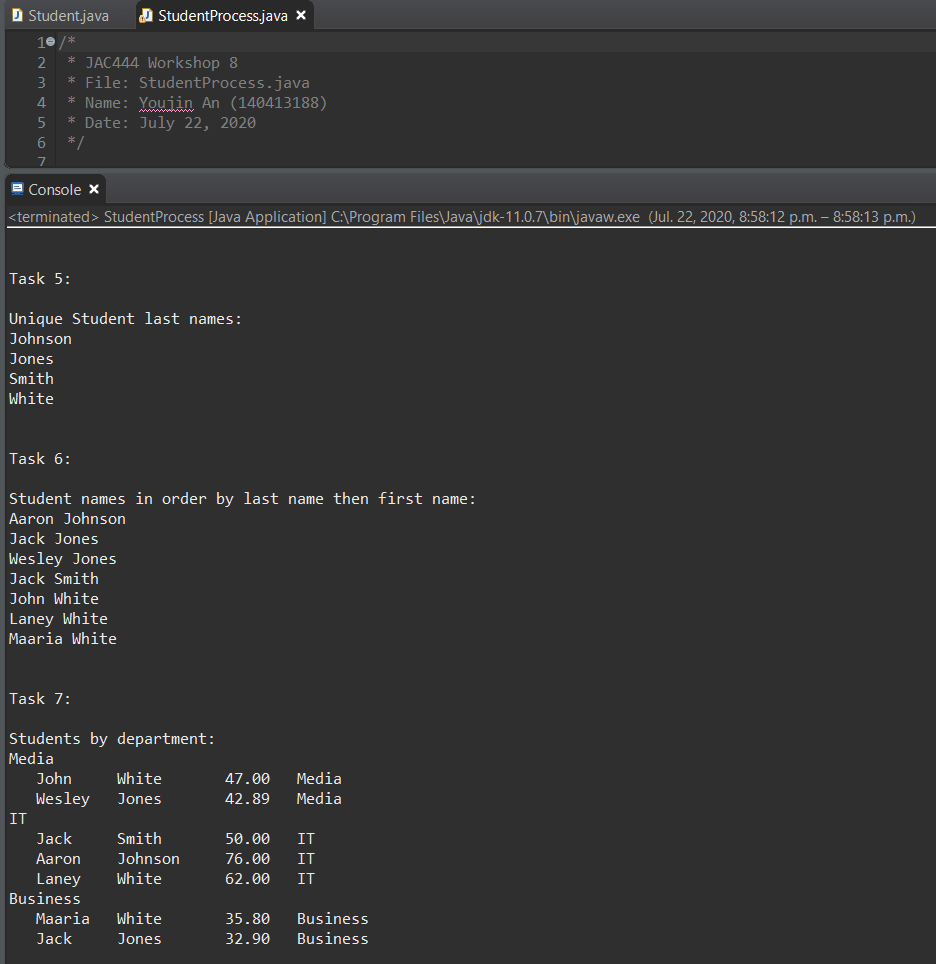 Student.java StudentProcess.java
1 /*
2 * JAC444 Workshop 8
3 * File: StudentProcess.java
4 * Name: Youjin An (140413188)
5 * Date: July 22, 2020
6 */
7
Console
<terminated> StudentProcess [Java Application] C:\Program Files\Java\jdk-11.0.7\bin\javaw.exe (Jul. 22, 2020, 8:58:12 p.m. – 8:58:13 p.m.)
Task 5:
Unique Student last names:
Johnson
Jones
Smith
White
Task 6:
Student names in order by last name then first name:
Aaron Johnson
Jack Jones
Wesley Jones
Jack Smith
John White
Laney White
Maaria White
Task 7:
Students by department:
Media
John White 47.00 Media
Wesley Jones 42.89 Media
IT
Jack Smith 50.00 IT
Aaron Johnson 76.00 IT
Laney White 62.00 IT
Business
Maaria White 35.80 Business
Jack Jones 32.90 Business